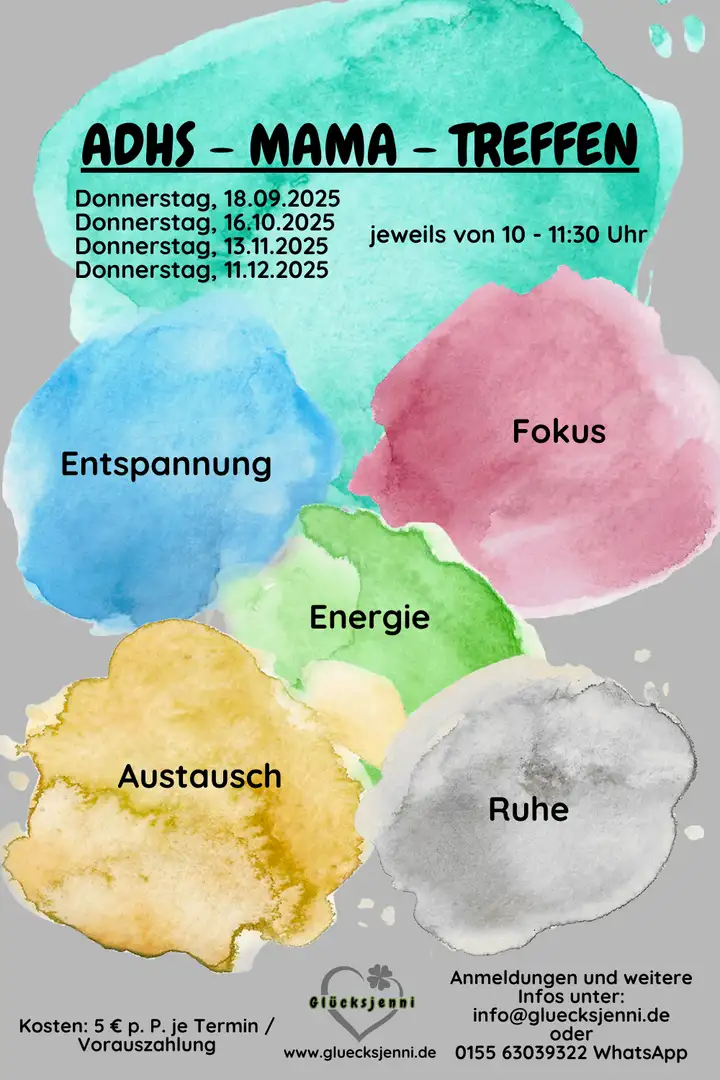 ADHS - MAMA - TREFFEN
Donnerstag, 18.09.2025
Donnerstag, 16.10.2025
Donnerstag, 13.11.2025
Donnerstag, 11.12.2025
jeweils von 10 - 11:30 Uhr
Fokus
Entspannung
Energie
Austausch
Ruhe
Kosten: 5 € p. P. je Termin /
Vorauszahlung
Glücksjenni
www.gluecksjenni.de
Anmeldungen und weitere
Infos unter:
info@gluecksjenni.de
oder
0155 63039322 WhatsApp